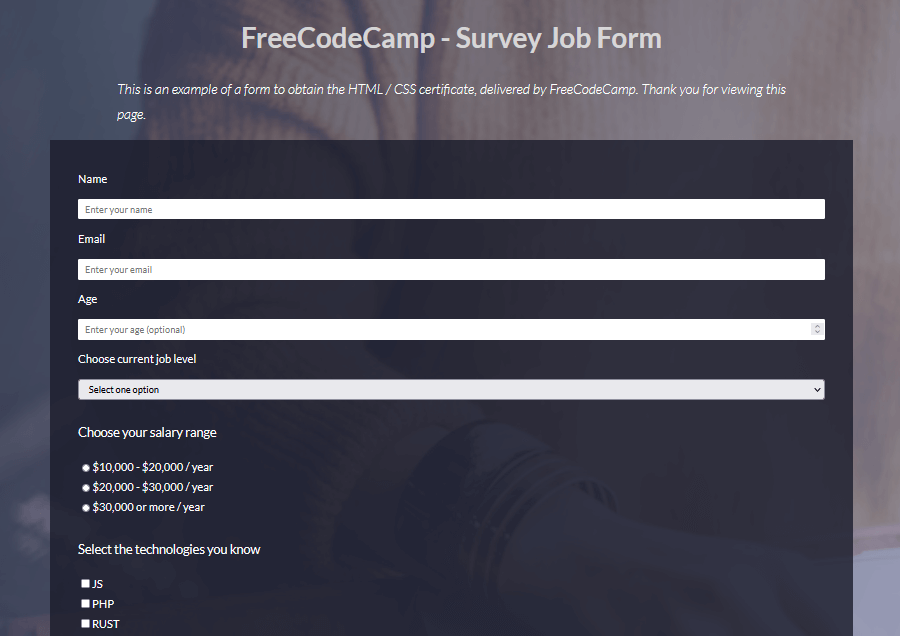 FreeCodeCamp - Survey Job Form
This is an example of a form to obtain the HTML / CSS certificate, delivered by FreeCodeCamp. Thank you for viewing this
page.
Name
Enter your name
Email
Enter your email
Age
Enter your age (optional)
Choose current job level
Select one option
Choose your salary range
$10,000 - $20,000 / year
$20,000 - $30,000 / year
$30,000 or more / year
Select the technologies you know
JS
PHP
RUST